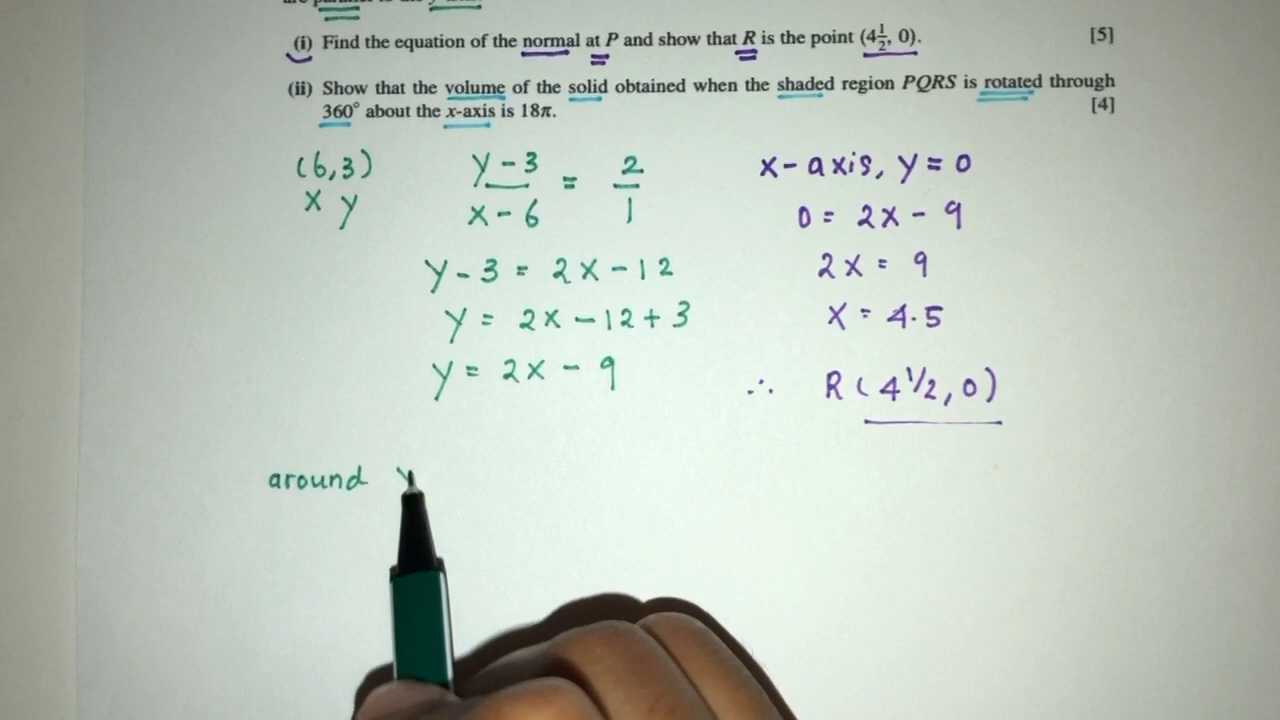 (i) Find the equation of the normal at P and show that R is the point (4½, 0). [5]
(ii) Show that the volume of the solid obtained when the shaded region PQRS is rotated through
360° about the x-axis is 18π. [4]
(6,3)
x y
y-3 / x-6 = 2/1
y-3 = 2x-12
y = 2x-12+3
y = 2x - 9
x-axis, y=0
0 = 2x - 9
2x = 9
x = 4.5
∴ R(4 1/2, 0)
around